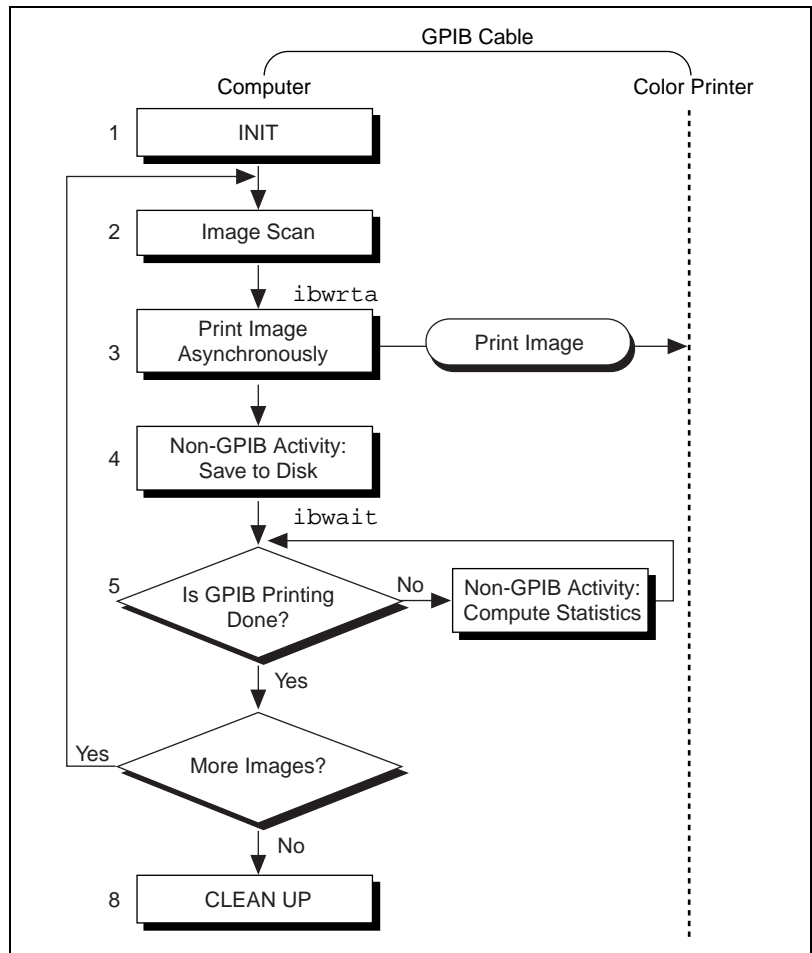 GPIB Cable
Computer
Color Printer
1
INIT
2
Image Scan
ibwrta
3
Print Image
Asynchronously
Print Image
4
Non-GPIB Activity:
Save to Disk
ibwait
5
Is GPIB Printing
Done?
No
Non-GPIB Activity:
Compute Statistics
Yes
Yes
More Images?
No
8
CLEAN UP